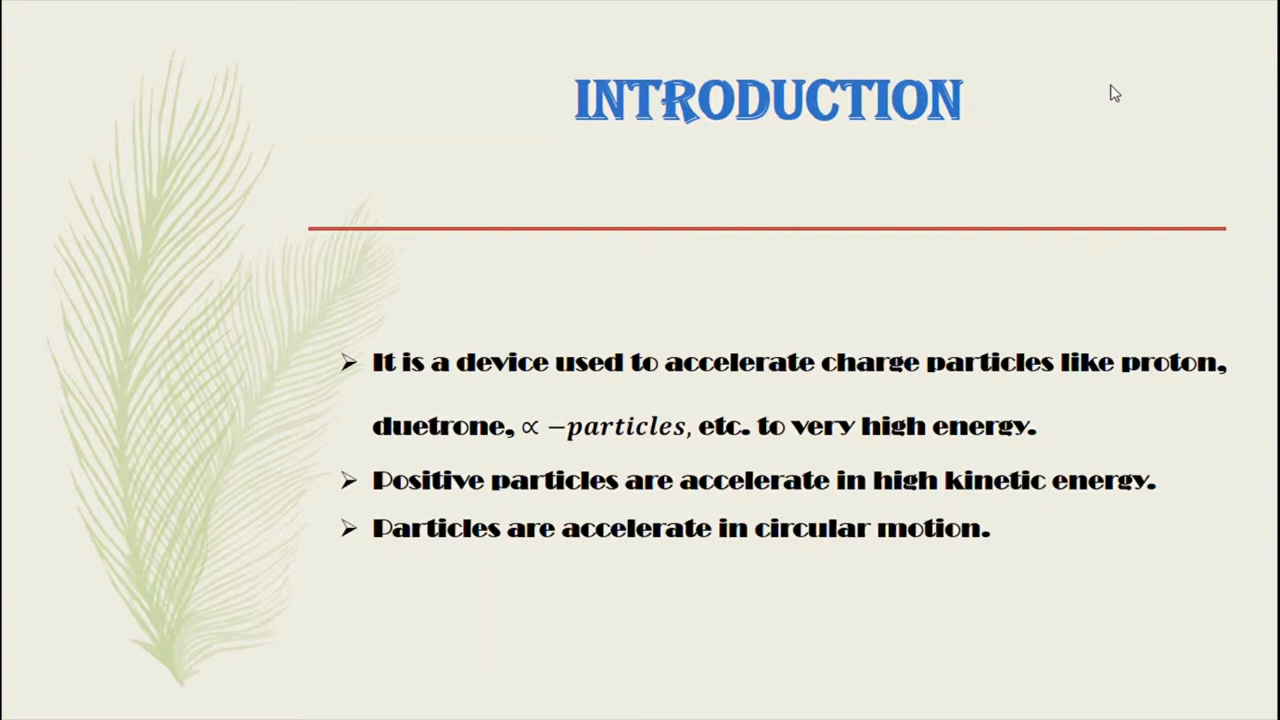 INTRODUCTION
➢ It is a device used to accelerate charge particles like proton,
duetrone, ∝ −particles, etc. to very high energy.
➢ Positive particles are accelerate in high kinetic energy.
➢ Particles are accelerate in circular motion.